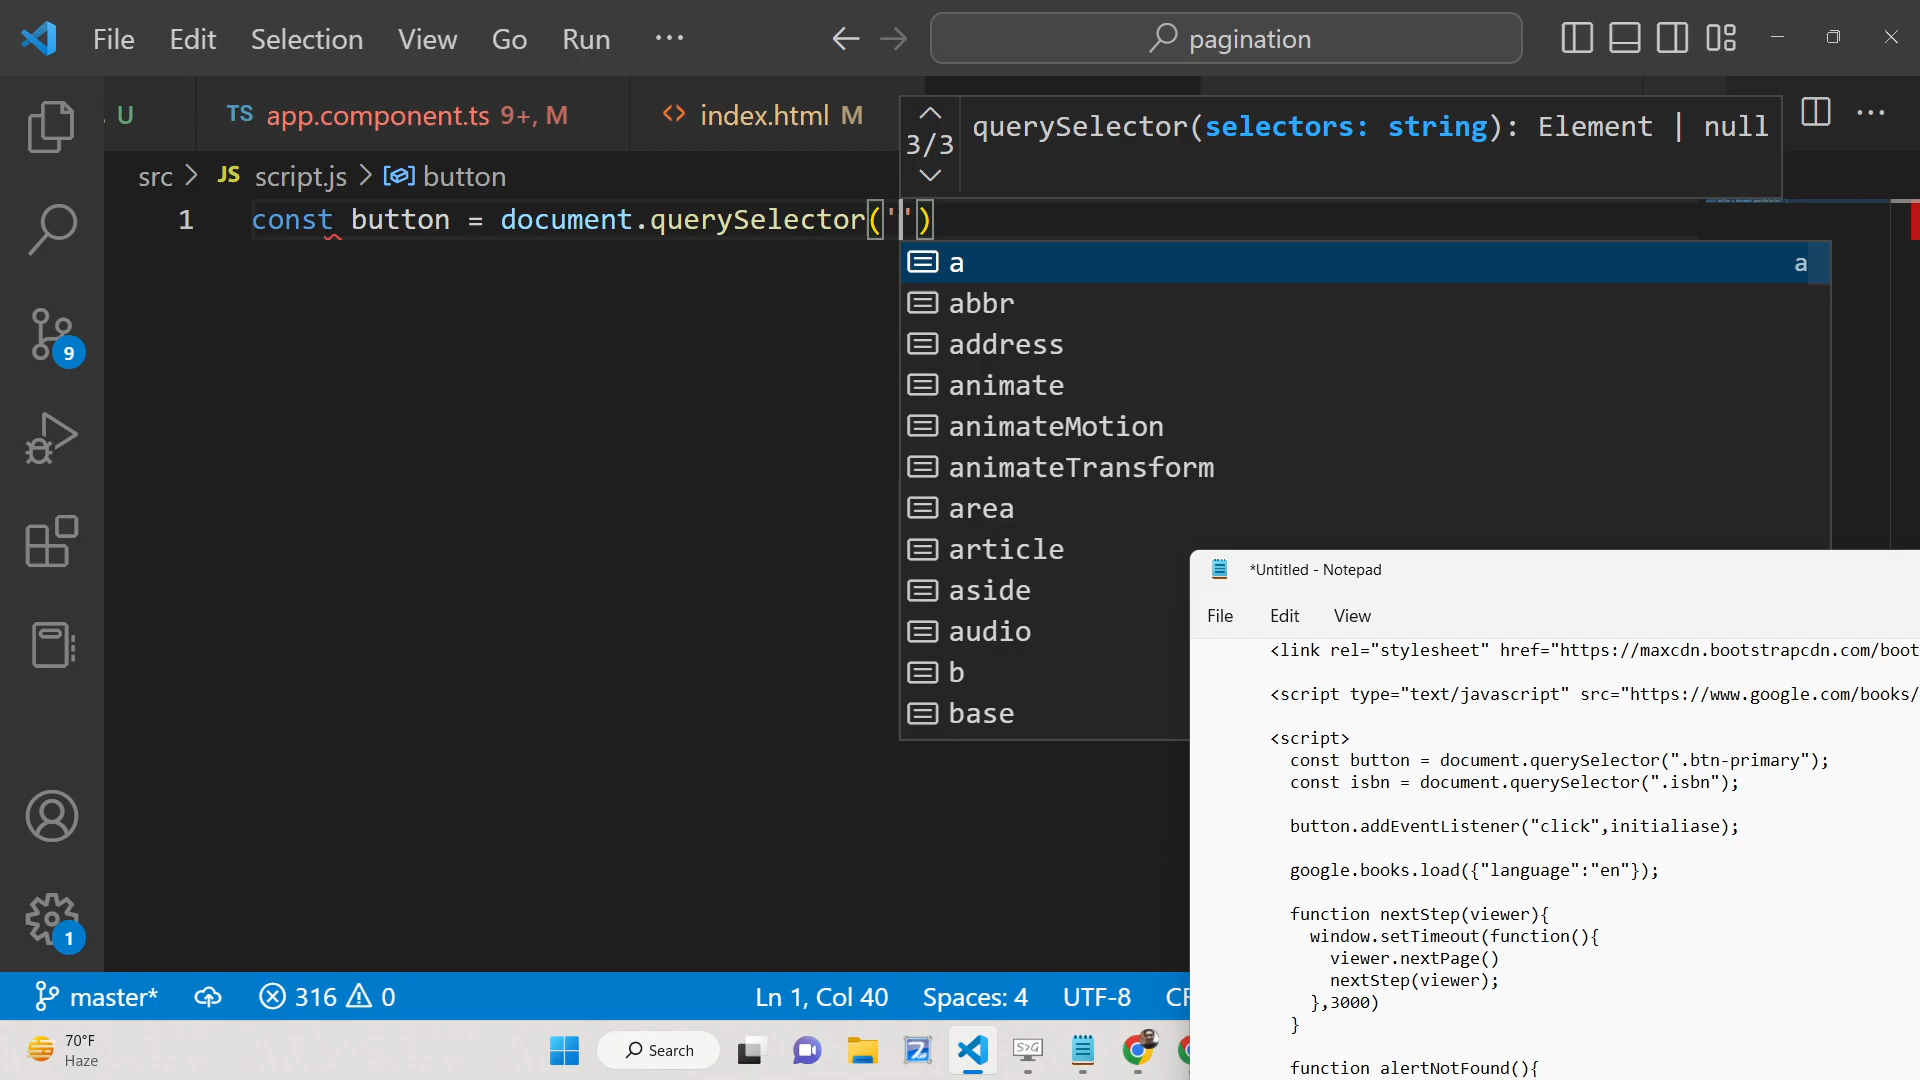 File Edit Selection View Go Run ···
pagination
U
TS app.component.ts 9+, M
<> index.html M
3/3
querySelector(selectors: string): Element | null
src > JS script.js > button
1 const button = document.querySelector('')
a a
abbr
address
animate
animateMotion
animateTransform
area
article
aside
audio
b
base
9
1
*Untitled - Notepad
File Edit View
<link rel="stylesheet" href="https://maxcdn.bootstrapcdn.com/boot
<script type="text/javascript" src="https://www.google.com/books/
<script>
const button = document.querySelector(".btn-primary");
const isbn = document.querySelector(".isbn");
button.addEventListener("click",initialiase);
google.books.load({"language":"en"});
function nextStep(viewer){
window.setTimeout(function(){
viewer.nextPage()
nextStep(viewer);
},3000)
}
function alertNotFound(){
master* 316 0
Ln 1, Col 40 Spaces: 4 UTF-8 CR
70°F
Haze
Search